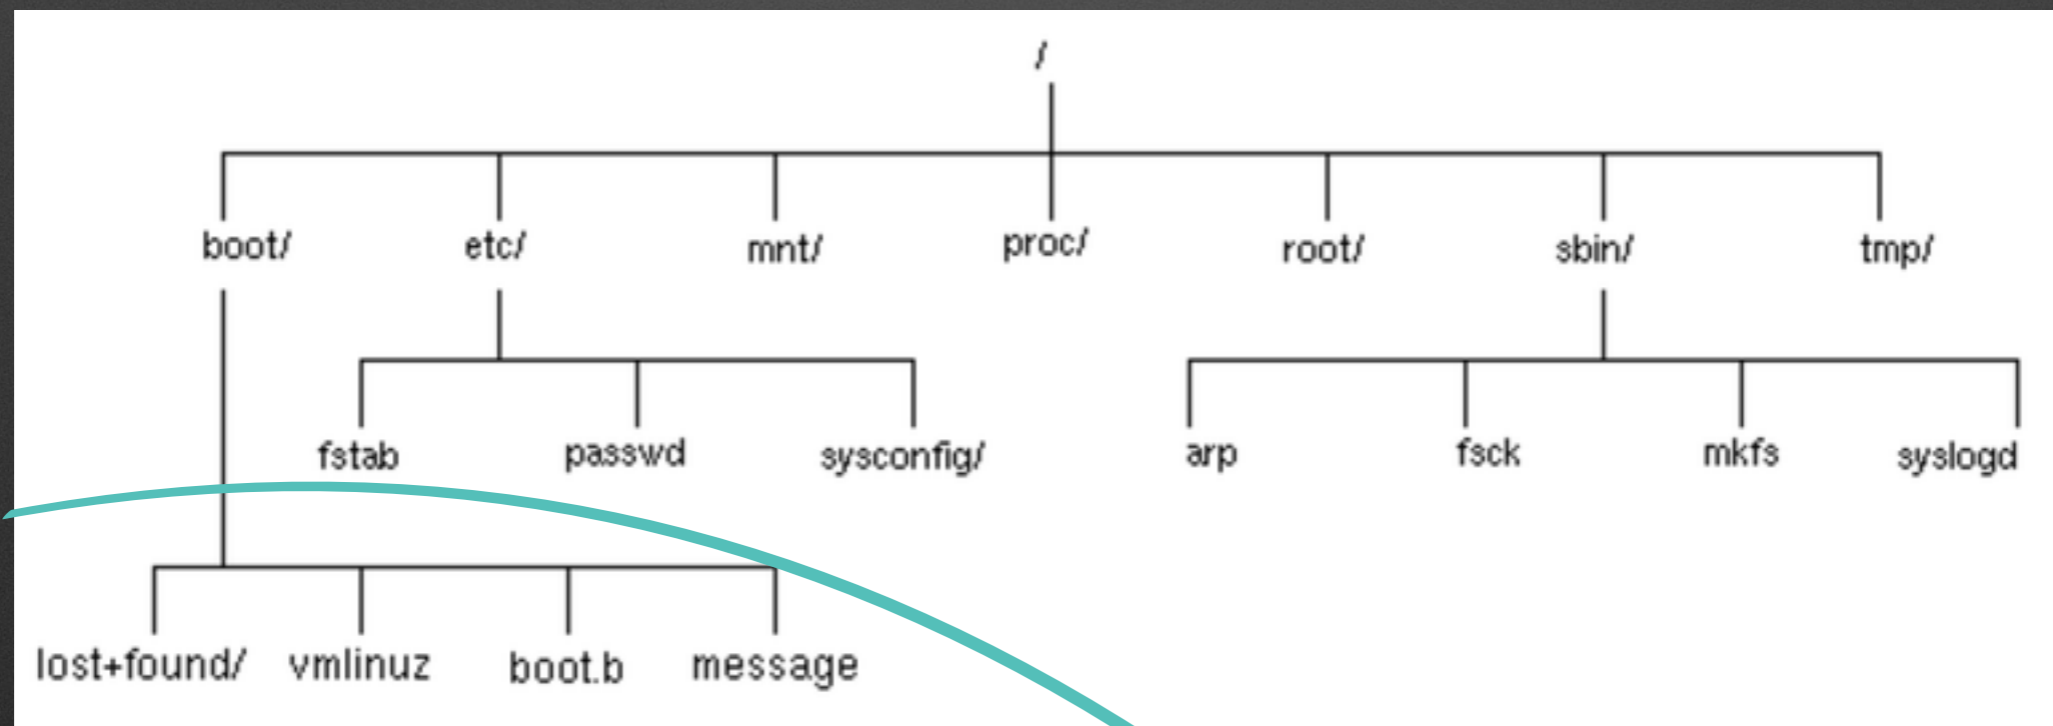 /
boot/ etc/ mnt/ proc/ root/ sbin/ tmp/
fstab passwd sysconfig/ arp fsck mkfs syslogd
lost+found/ vmlinuz boot.b message